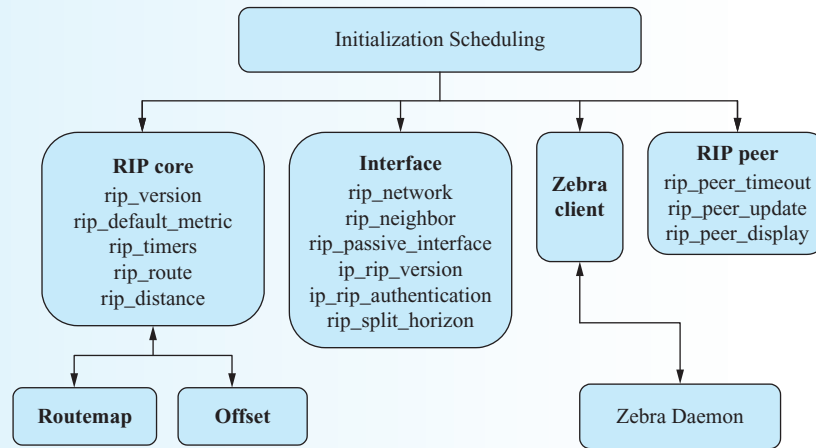 Initialization Scheduling
RIP core
rip_version
rip_default_metric
rip_timers
rip_route
rip_distance
Interface
rip_network
rip_neighbor
rip_passive_interface
ip_rip_version
ip_rip_authentication
rip_split_horizon
Zebra
client
RIP peer
rip_peer_timeout
rip_peer_update
rip_peer_display
Routemap
Offset
Zebra Daemon